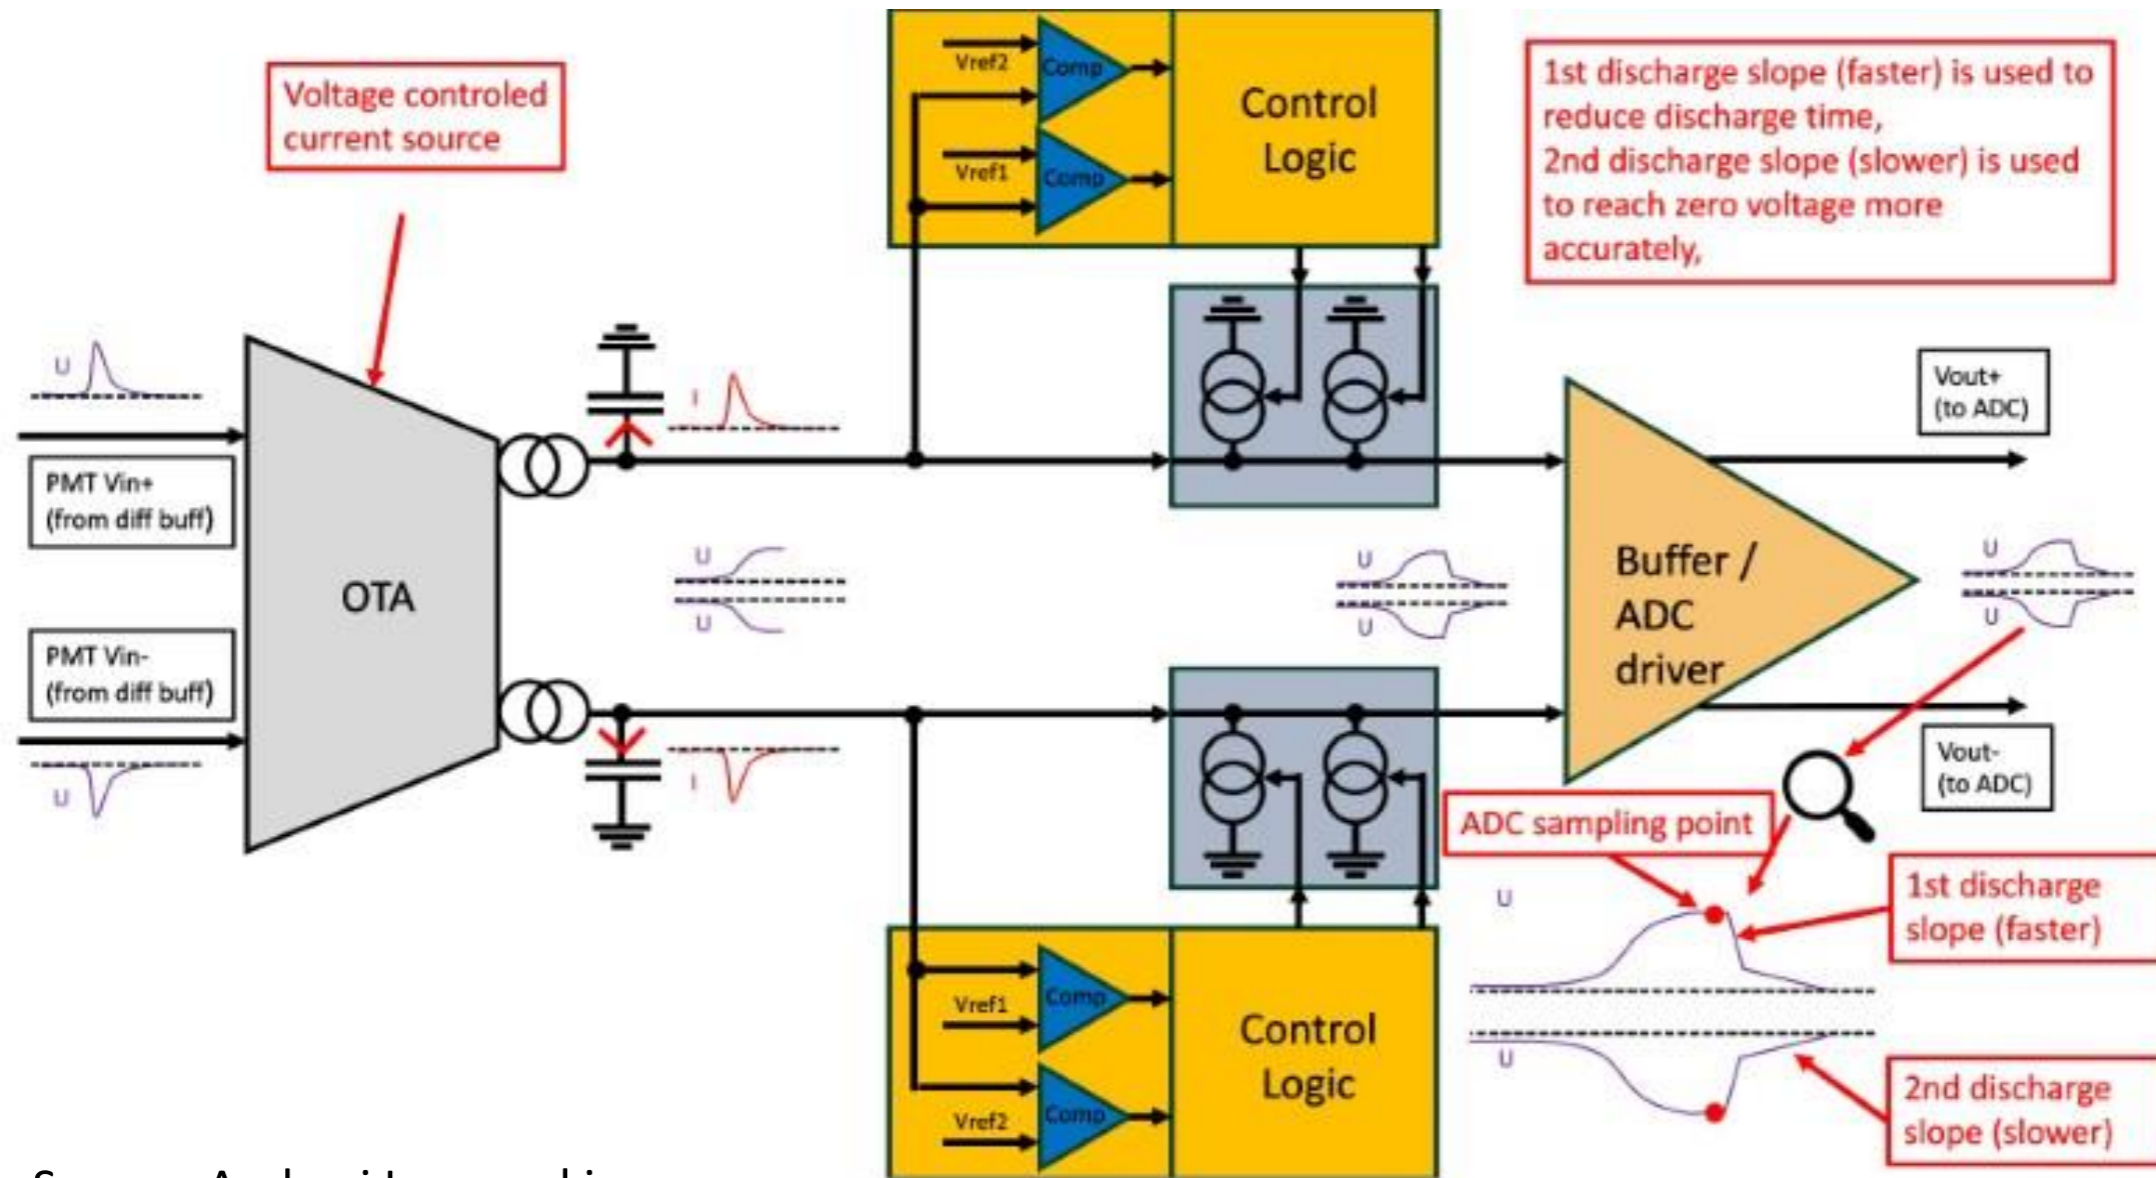 Vref2
Comp
Vref1
Comp
Control
Logic
Voltage controled
current source
1st discharge slope (faster) is used to
reduce discharge time,
2nd discharge slope (slower) is used
to reach zero voltage more
accurately,
U
I
Vout+
(to ADC)
PMT Vin+
(from diff buff)
OTA
U
U
U
U
Buffer /
ADC
driver
U
U
PMT Vin-
(from diff buff)
U
I
Vout-
(to ADC)
ADC sampling point
U
1st discharge
slope (faster)
U
2nd discharge
slope (slower)
Comp
Vref1
Comp
Vref2
Control
Logic